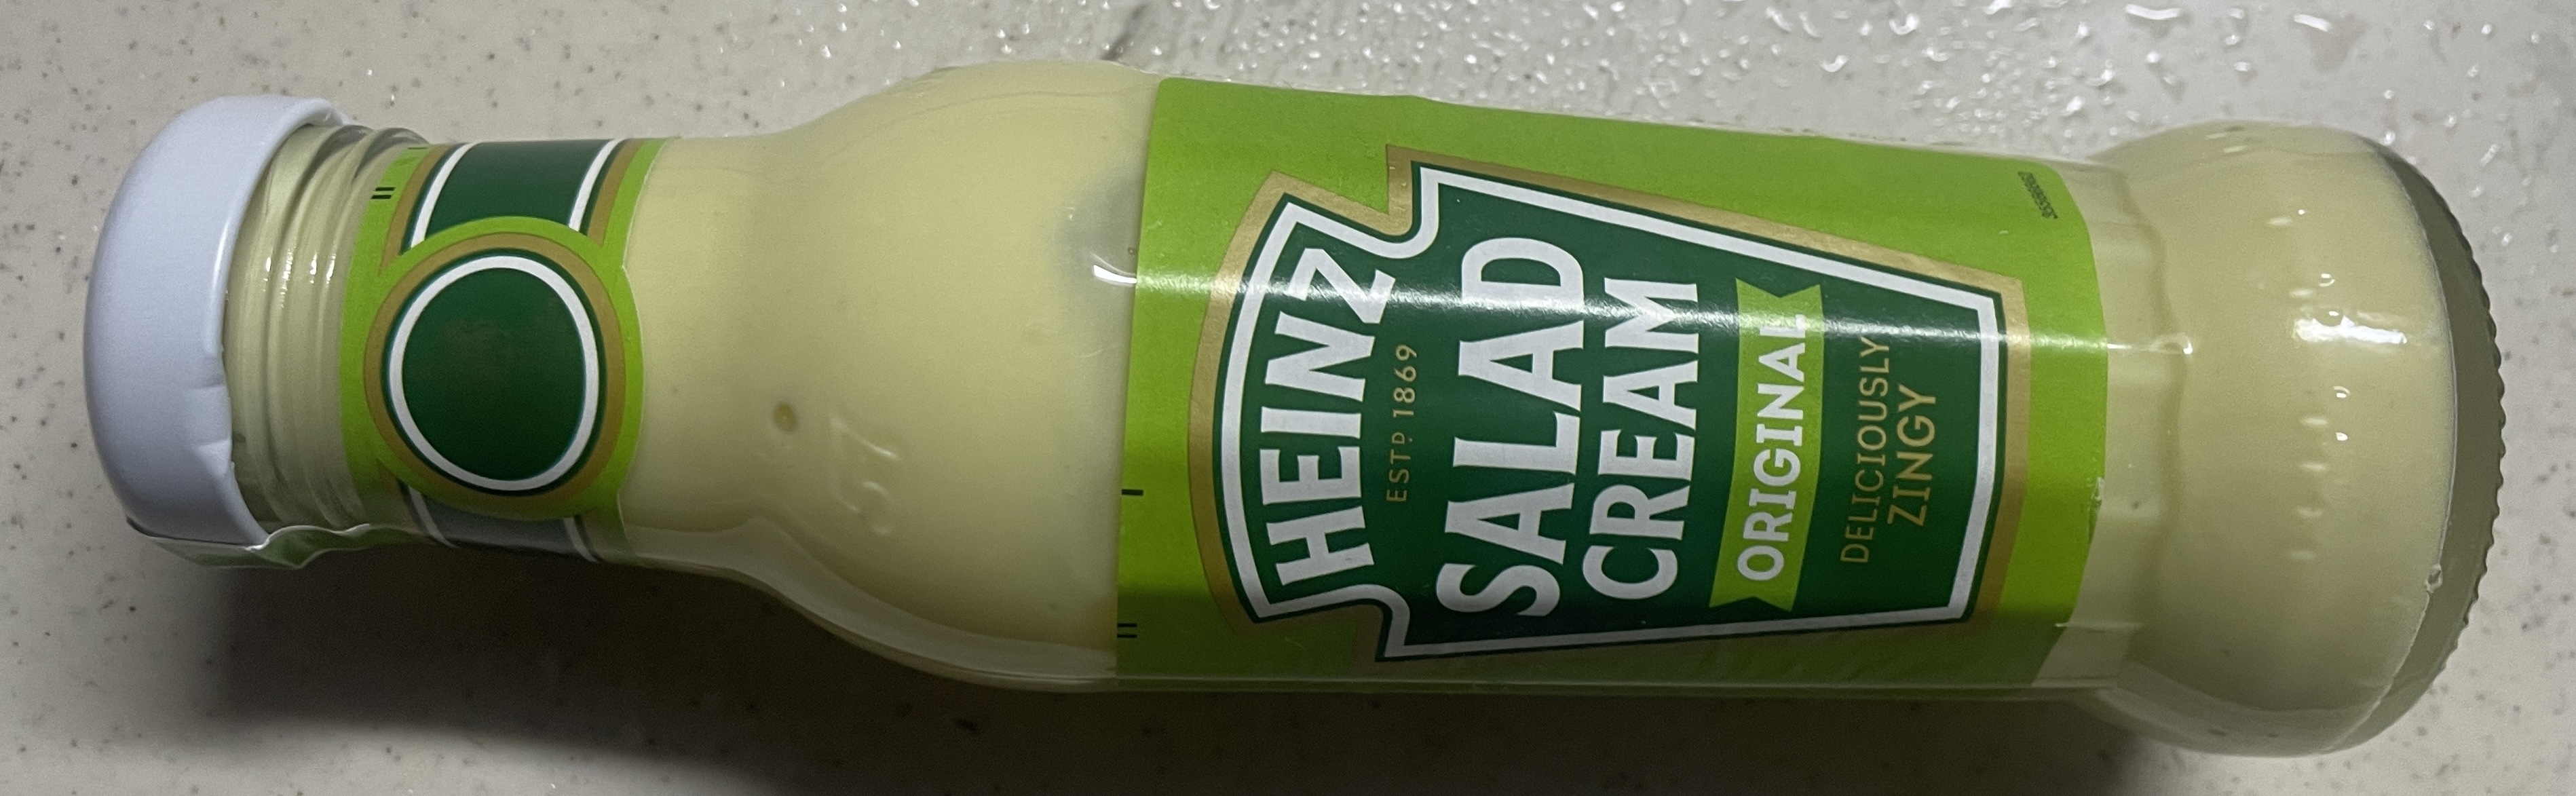 HEINZ
ESTD 1869
SALAD
CREAM
ORIGINAL
DELICIOUSLY
ZINGY